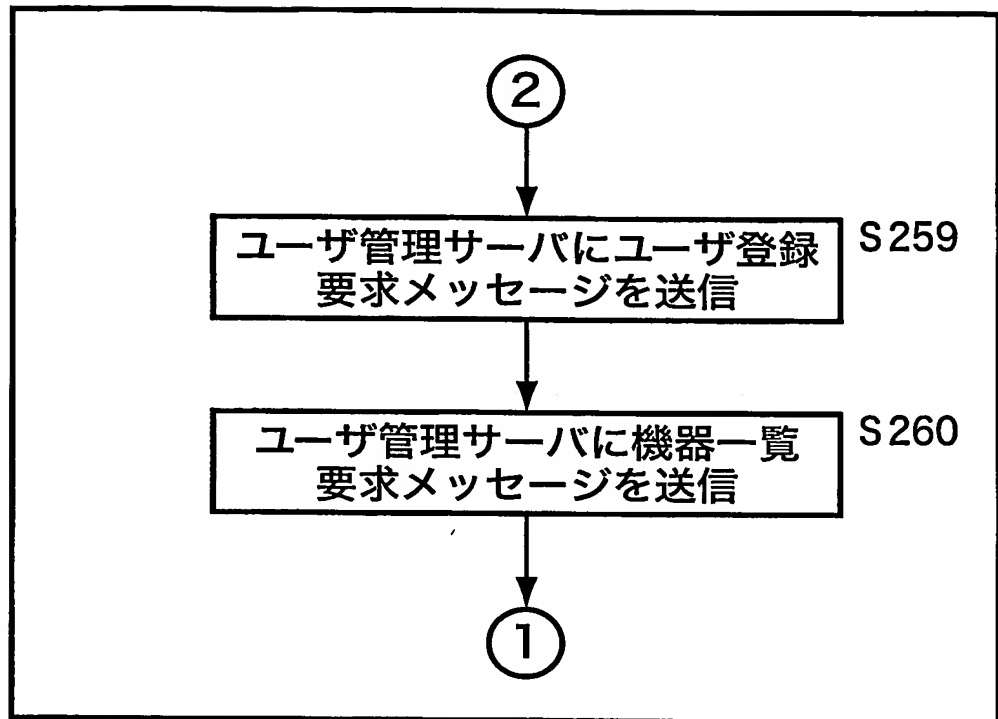 2
ユーザ管理サーバにユーザ登録
要求メッセージを送信
S259
ユーザ管理サーバに機器一覧
要求メッセージを送信
S260
1